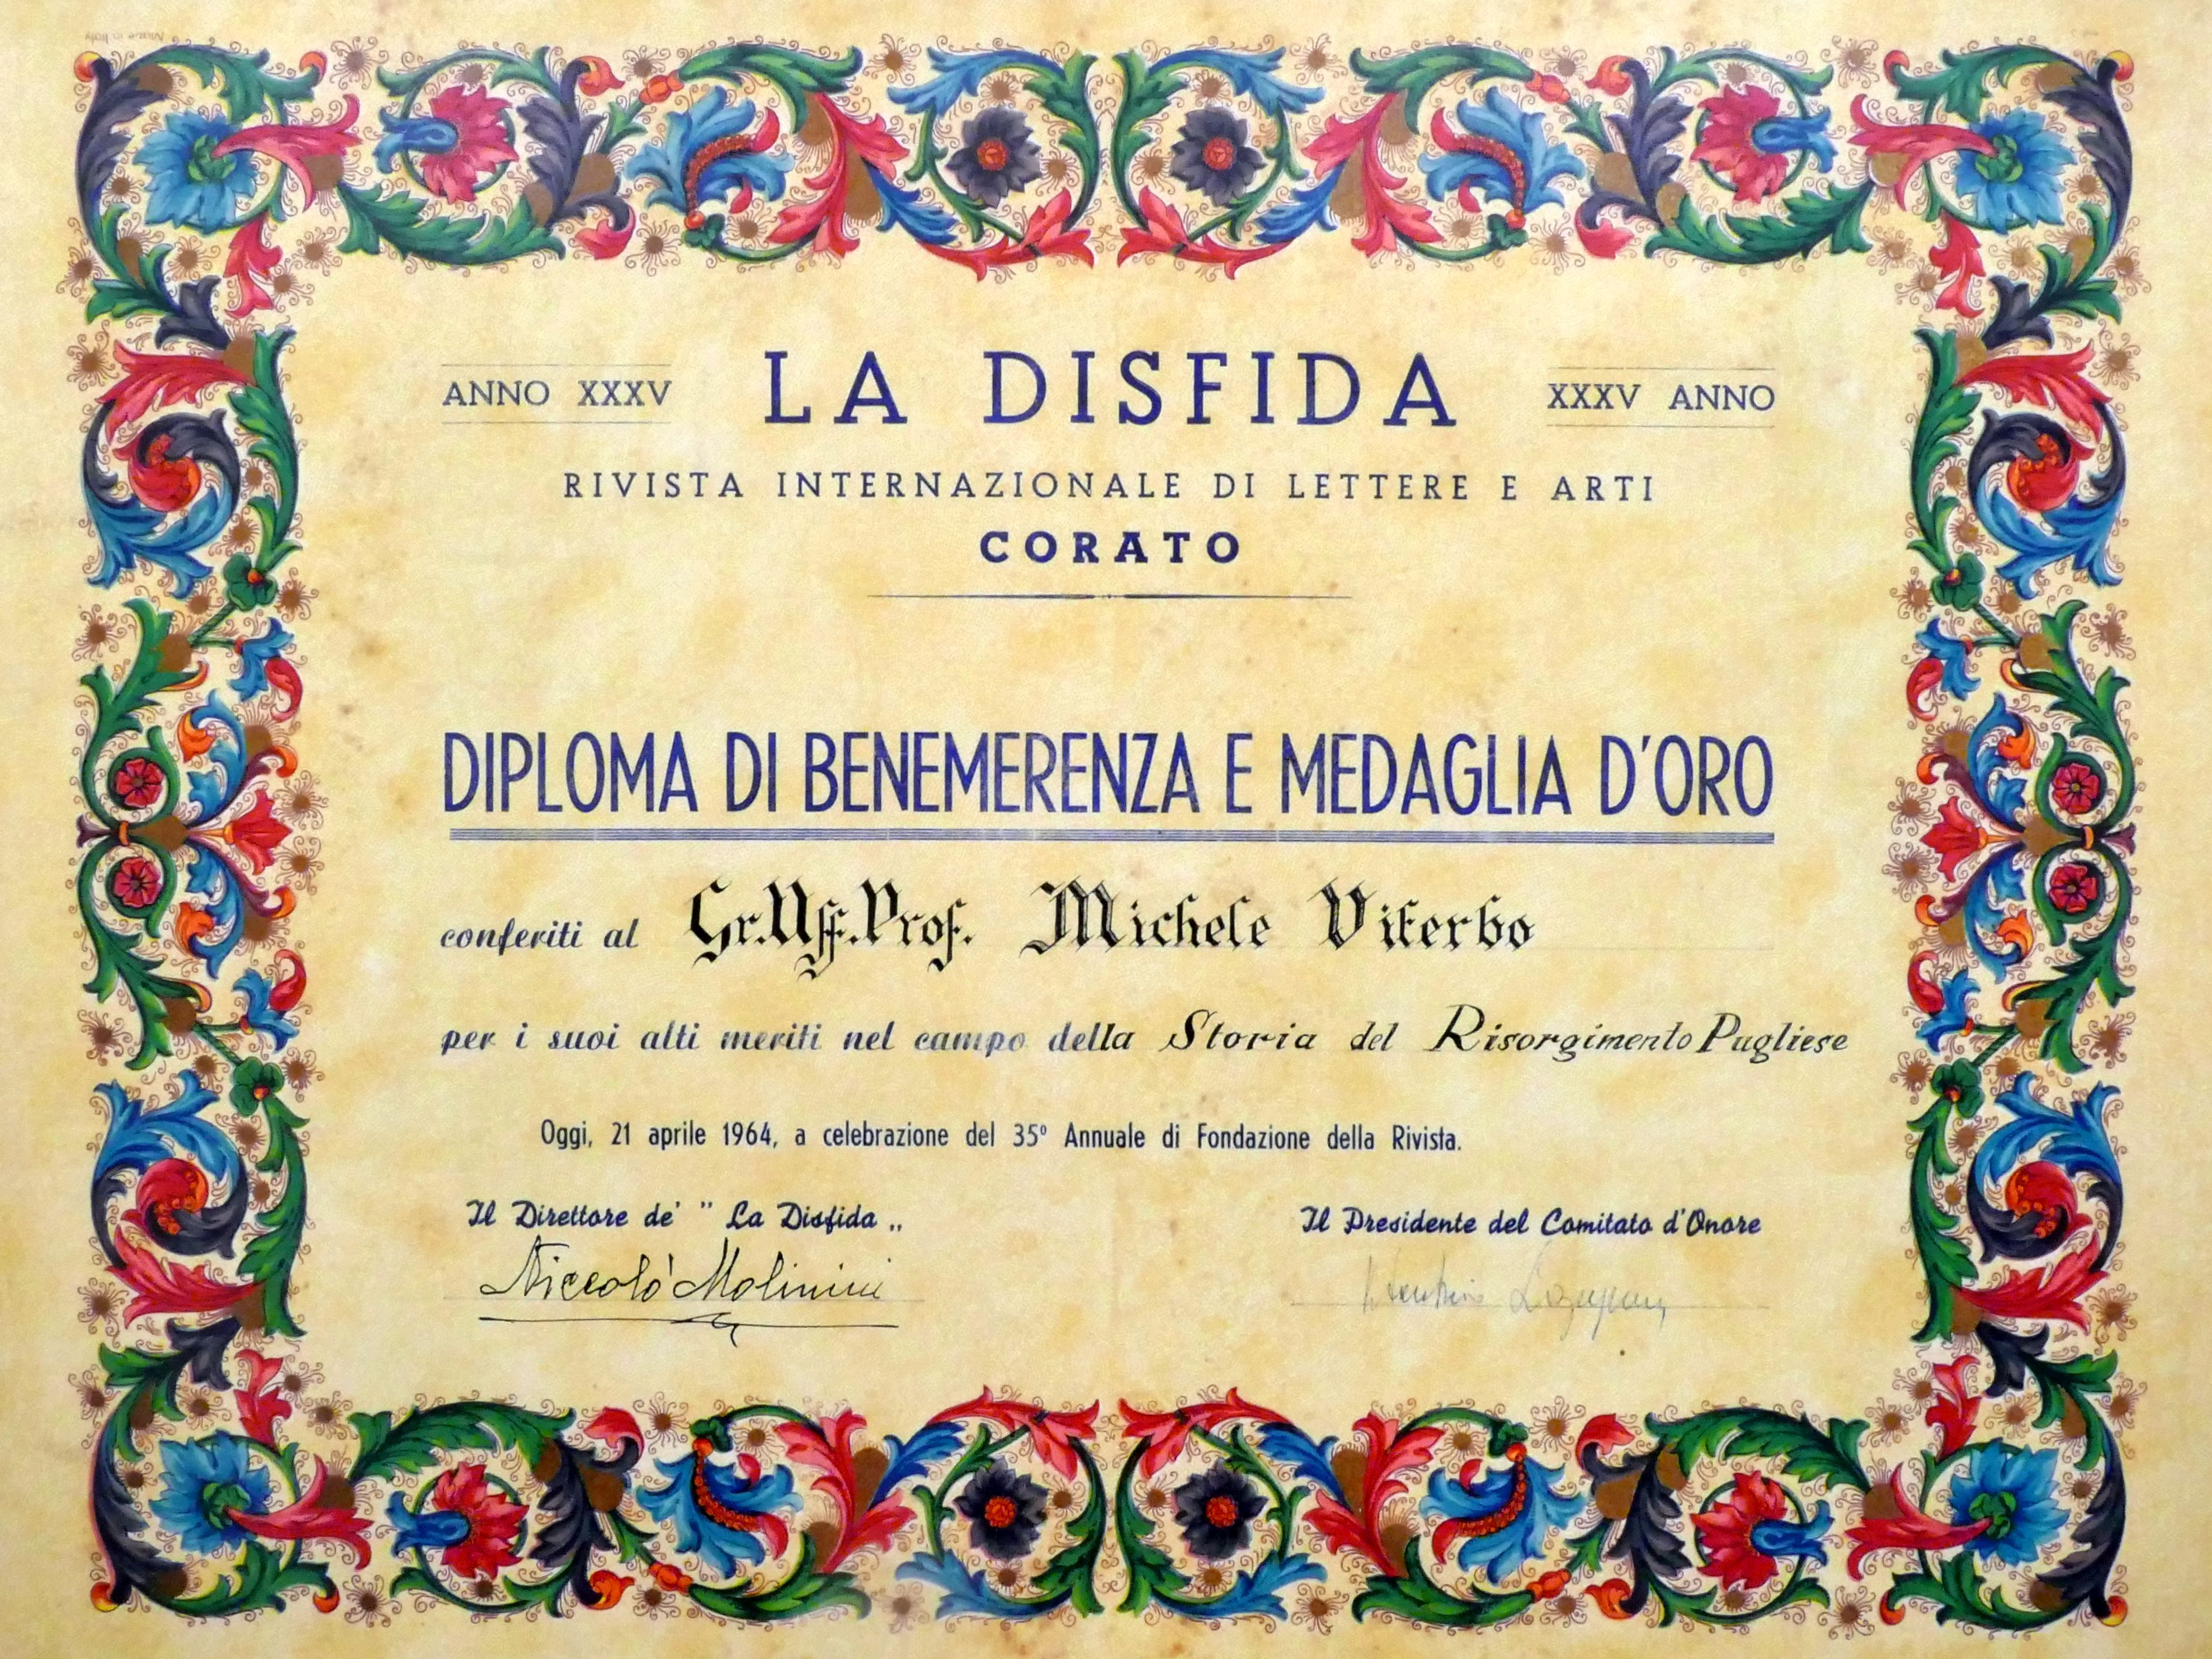 Made in Italy
ANNO XXXV LA DISFIDA XXXV ANNO
RIVISTA INTERNAZIONALE DI LETTERE E ARTI
CORATO
DIPLOMA DI BENEMERENZA E MEDAGLIA D'ORO
conferiti al Gr.Uff.Prof. Michele Viterbo
per i suoi alti meriti nel campo della Storia del Risorgimento Pugliese
Oggi, 21 aprile 1964, a celebrazione del 35º Annuale di Fondazione della Rivista.
Il Direttore de' " La Disfida „ Il Presidente del Comitato d'Onore
Niccolò Molinini